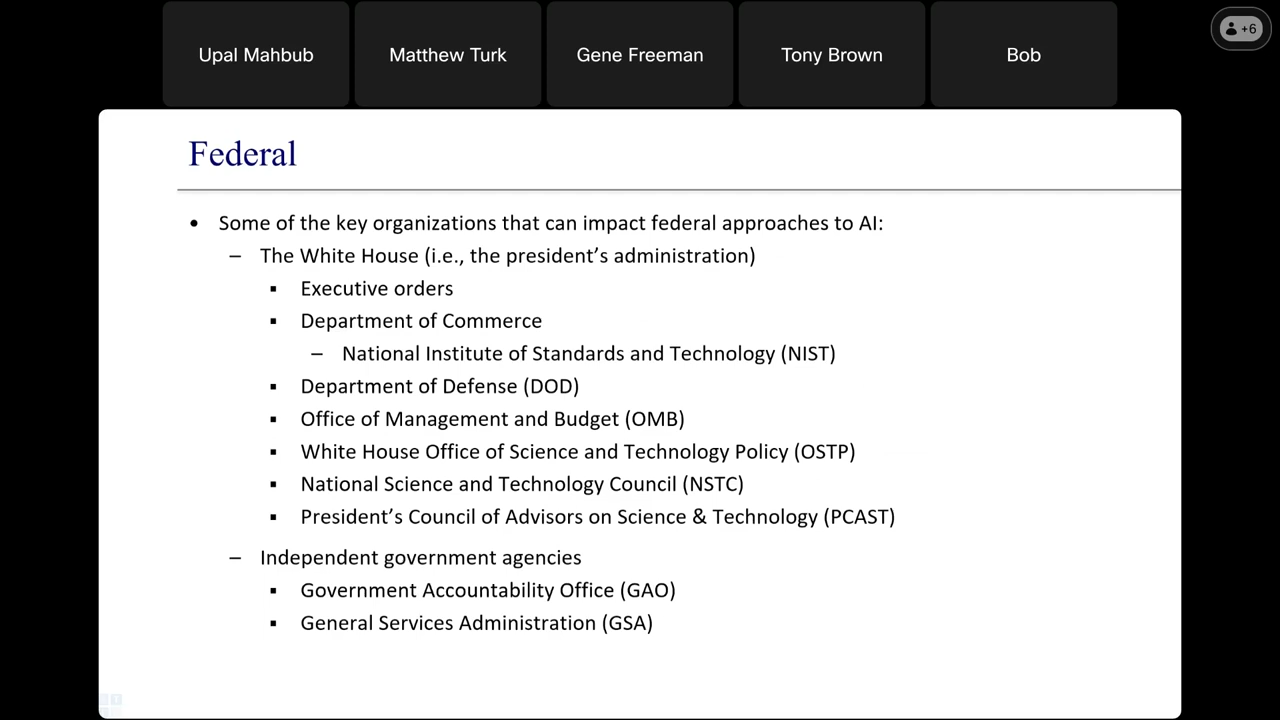 Upal Mahbub
Matthew Turk
Gene Freeman
Tony Brown
Bob
+6
Federal
• Some of the key organizations that can impact federal approaches to AI:
– The White House (i.e., the president’s administration)
▪ Executive orders
▪ Department of Commerce
– National Institute of Standards and Technology (NIST)
▪ Department of Defense (DOD)
▪ Office of Management and Budget (OMB)
▪ White House Office of Science and Technology Policy (OSTP)
▪ National Science and Technology Council (NSTC)
▪ President’s Council of Advisors on Science & Technology (PCAST)
– Independent government agencies
▪ Government Accountability Office (GAO)
▪ General Services Administration (GSA)